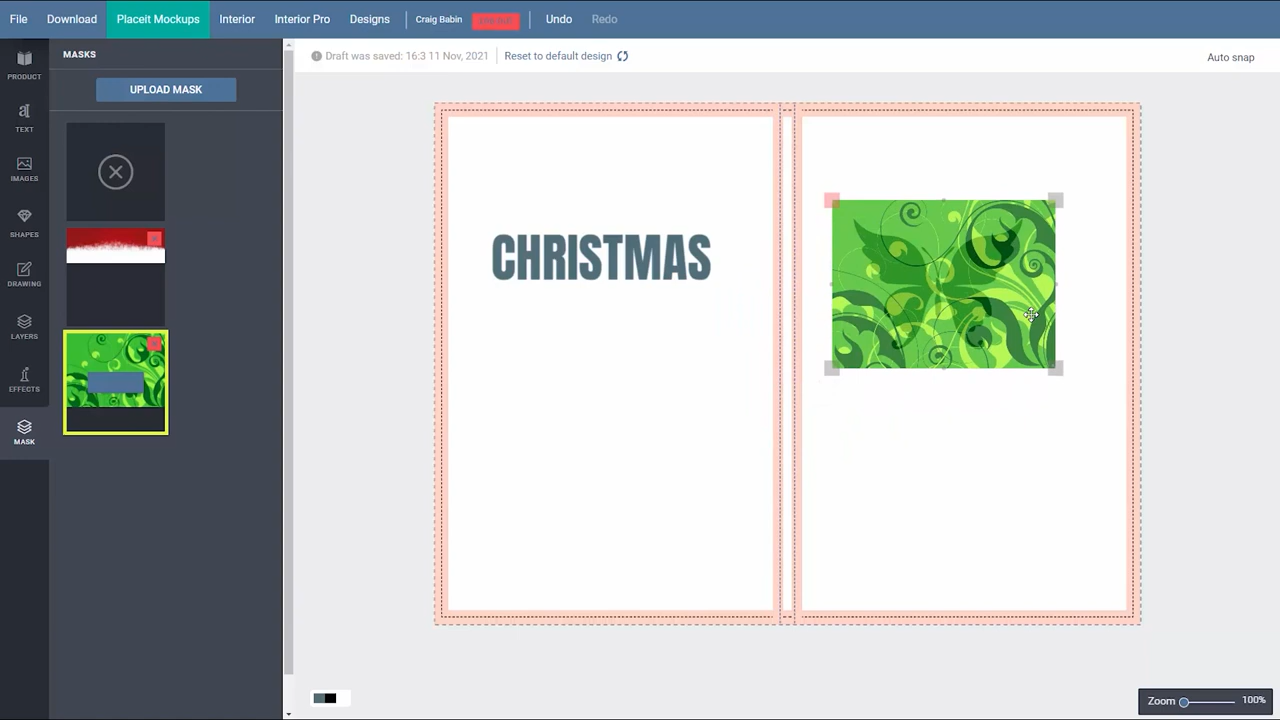 File Download Placeit Mockups Interior Interior Pro Designs Craig Babin Undo Redo
MASKS
Draft was saved: 16:3 11 Nov, 2021 Reset to default design Auto snap
UPLOAD MASK
PRODUCT
TEXT
IMAGES
SHAPES
DRAWING
LAYERS
EFFECTS
MASK
CHRISTMAS
Zoom 100%